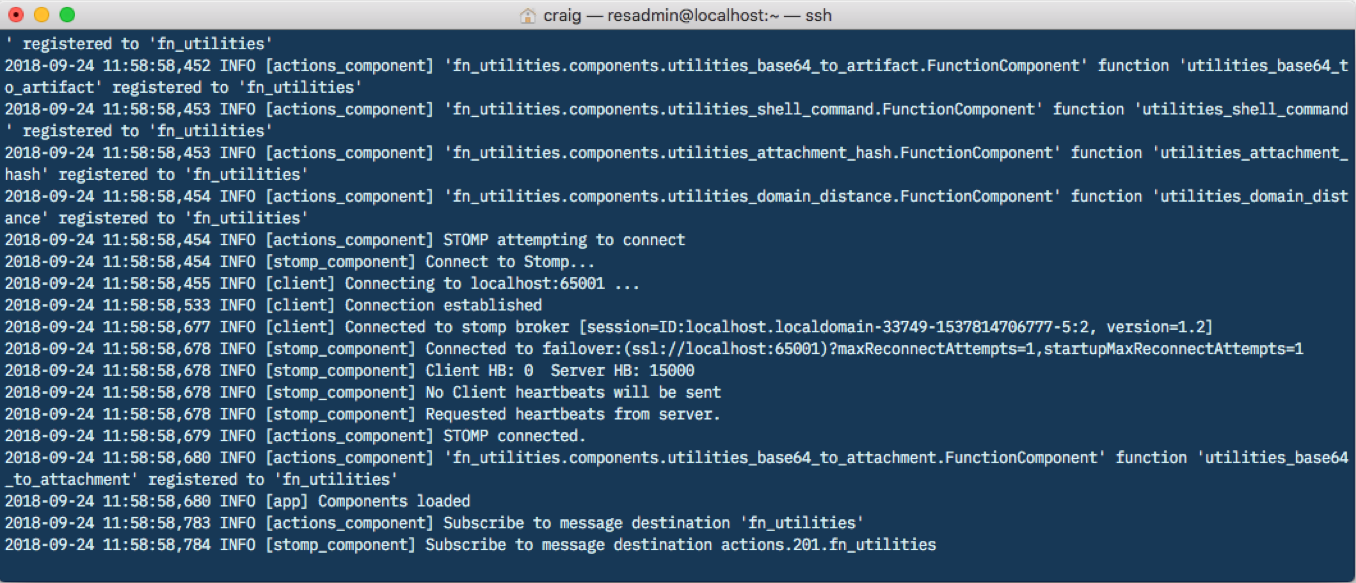 craig — resadmin@localhost:~ — ssh
' registered to 'fn_utilities'
2018-09-24 11:58:58,452 INFO [actions_component] 'fn_utilities.components.utilities_base64_to_artifact.FunctionComponent' function 'utilities_base64_t
o_artifact' registered to 'fn_utilities'
2018-09-24 11:58:58,453 INFO [actions_component] 'fn_utilities.components.utilities_shell_command.FunctionComponent' function 'utilities_shell_command
' registered to 'fn_utilities'
2018-09-24 11:58:58,453 INFO [actions_component] 'fn_utilities.components.utilities_attachment_hash.FunctionComponent' function 'utilities_attachment_
hash' registered to 'fn_utilities'
2018-09-24 11:58:58,454 INFO [actions_component] 'fn_utilities.components.utilities_domain_distance.FunctionComponent' function 'utilities_domain_dist
ance' registered to 'fn_utilities'
2018-09-24 11:58:58,454 INFO [actions_component] STOMP attempting to connect
2018-09-24 11:58:58,454 INFO [stomp_component] Connect to Stomp...
2018-09-24 11:58:58,455 INFO [client] Connecting to localhost:65001 ...
2018-09-24 11:58:58,533 INFO [client] Connection established
2018-09-24 11:58:58,677 INFO [client] Connected to stomp broker [session=ID:localhost.localdomain-33749-1537814706777-5:2, version=1.2]
2018-09-24 11:58:58,678 INFO [stomp_component] Connected to failover:(ssl://localhost:65001)?maxReconnectAttempts=1,startupMaxReconnectAttempts=1
2018-09-24 11:58:58,678 INFO [stomp_component] Client HB: 0  Server HB: 15000
2018-09-24 11:58:58,678 INFO [stomp_component] No Client heartbeats will be sent
2018-09-24 11:58:58,678 INFO [stomp_component] Requested heartbeats from server.
2018-09-24 11:58:58,679 INFO [actions_component] STOMP connected.
2018-09-24 11:58:58,680 INFO [actions_component] 'fn_utilities.components.utilities_base64_to_attachment.FunctionComponent' function 'utilities_base64
_to_attachment' registered to 'fn_utilities'
2018-09-24 11:58:58,680 INFO [app] Components loaded
2018-09-24 11:58:58,783 INFO [actions_component] Subscribe to message destination 'fn_utilities'
2018-09-24 11:58:58,784 INFO [stomp_component] Subscribe to message destination actions.201.fn_utilities